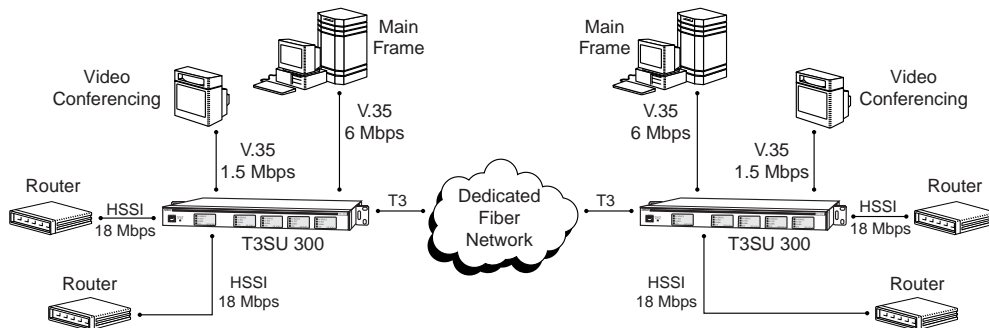 Main
Frame
Video
Conferencing
V.35
6 Mbps
V.35
1.5 Mbps
Router
HSSI
18 Mbps
T3SU 300
T3
Router
HSSI
18 Mbps
Dedicated
Fiber
Network
Main
Frame
Video
Conferencing
V.35
6 Mbps
V.35
1.5 Mbps
T3
T3SU 300
HSSI
18 Mbps
Router
HSSI
18 Mbps
Router